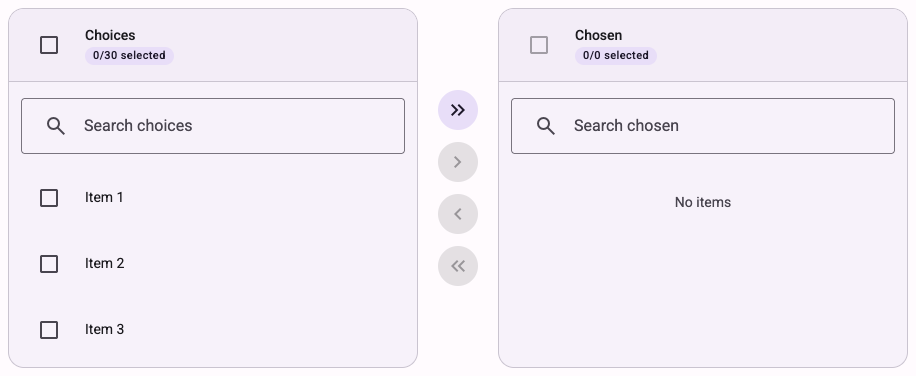 Choices
0/30 selected
Search choices
Item 1
Item 2
Item 3
Chosen
0/0 selected
Search chosen
No items